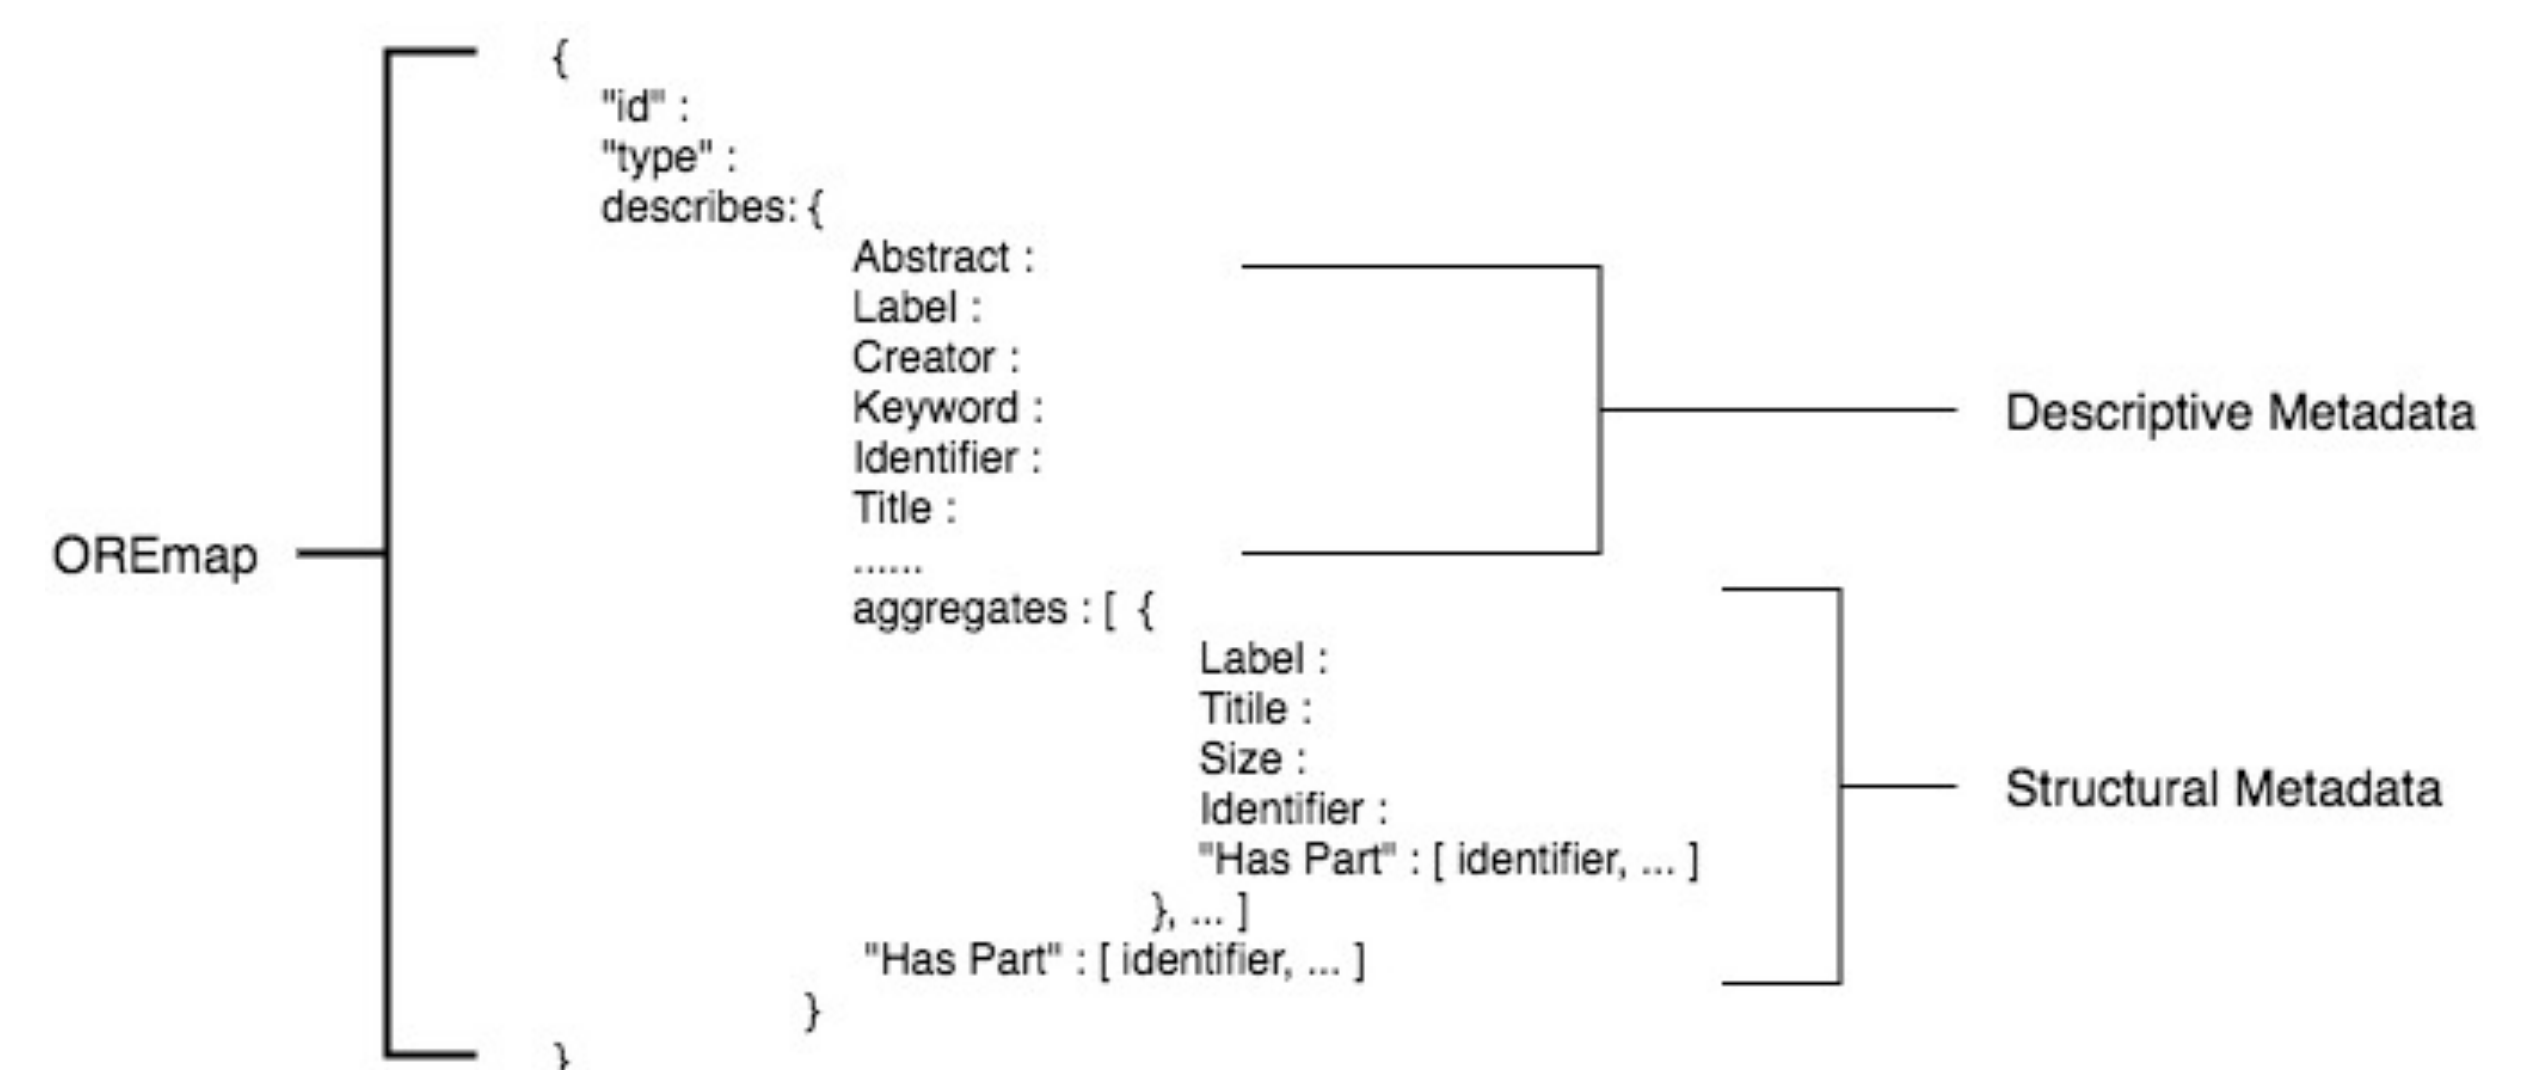 {
"id" :
"type" :
describes: {
Abstract :
Label :
Creator :
Keyword :
Identifier :
Title :
......
aggregates : [ {
Label :
Titile :
Size :
Identifier :
"Has Part" : [ identifier, ... ]
}, ... ]
"Has Part" : [ identifier, ... ]
}
}
OREmap
Descriptive Metadata
Structural Metadata